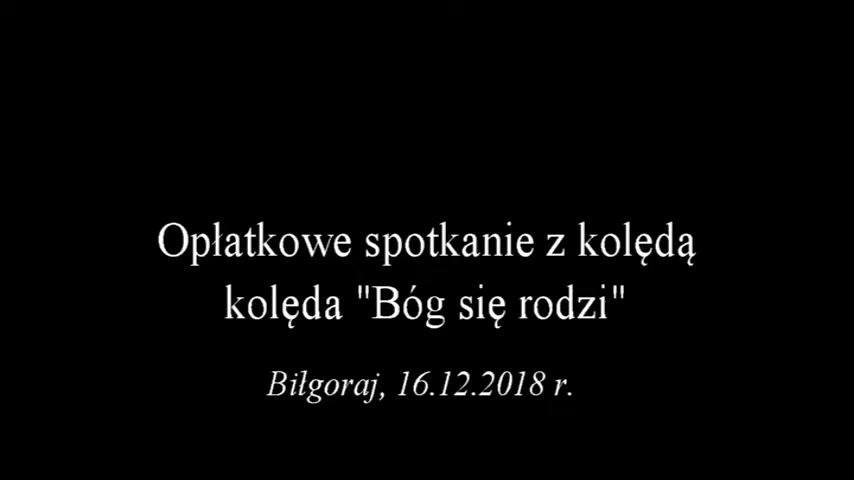 Opłatkowe spotkanie z kolędą
kolęda "Bóg się rodzi"
Biłgoraj, 16.12.2018 r.